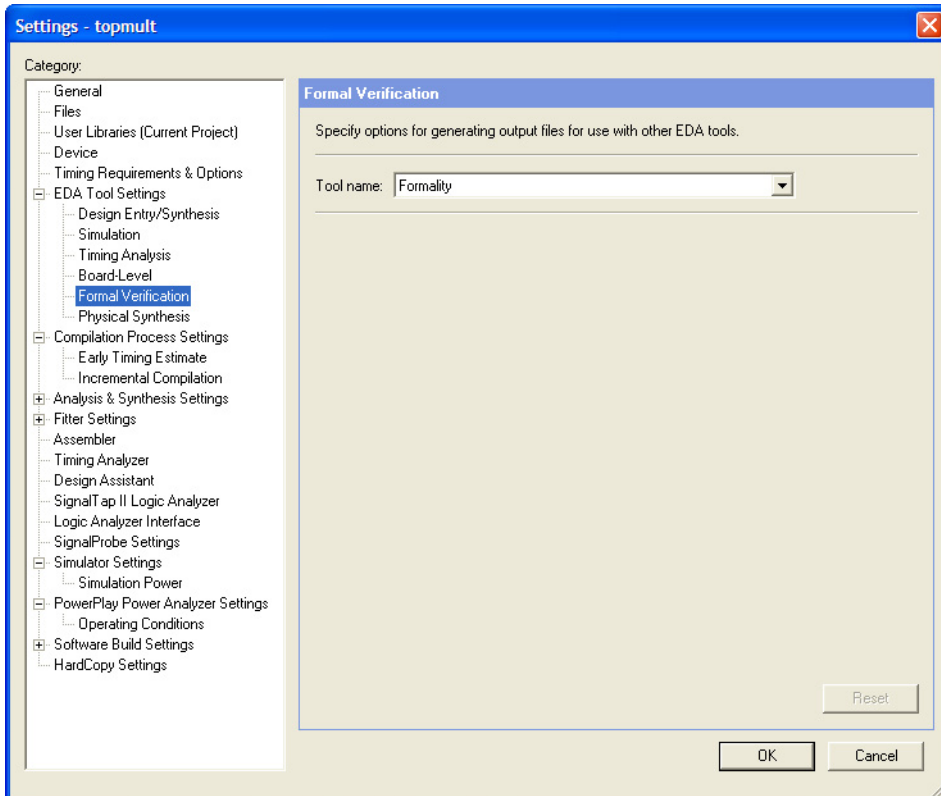 Settings - topmult
Category:
General
Files
User Libraries (Current Project)
Device
Timing Requirements & Options
EDA Tool Settings
Design Entry/Synthesis
Simulation
Timing Analysis
Board-Level
Formal Verification
Physical Synthesis
Compilation Process Settings
Early Timing Estimate
Incremental Compilation
Analysis & Synthesis Settings
Fitter Settings
Assembler
Timing Analyzer
Design Assistant
SignalTap II Logic Analyzer
Logic Analyzer Interface
SignalProbe Settings
Simulator Settings
Simulation Power
PowerPlay Power Analyzer Settings
Operating Conditions
Software Build Settings
HardCopy Settings
Formal Verification
Specify options for generating output files for use with other EDA tools.
Tool name: Formality
Reset
OK Cancel